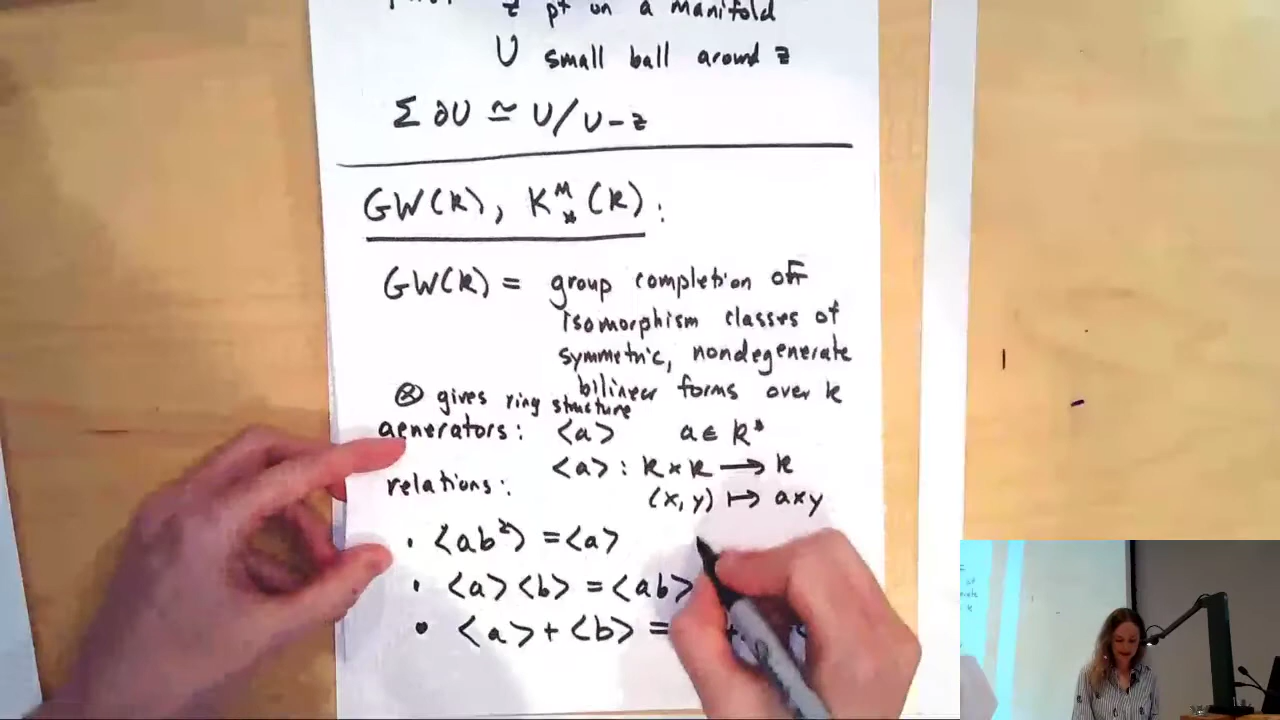 z pt on a manifold
U small ball around z
Σ ∂U ≃ U/U-z
GW(k), K^M_*(k):
GW(k) = group completion of
isomorphism classes of
symmetric, nondegenerate
bilinear forms over k
⊗ gives ring structure
generators: <a> a ∈ k*
<a> : k × k → k
relations:
(x, y) ↦ axy
• <ab²> = <a>
• <a><b> = <ab>
• <a> + <b> =